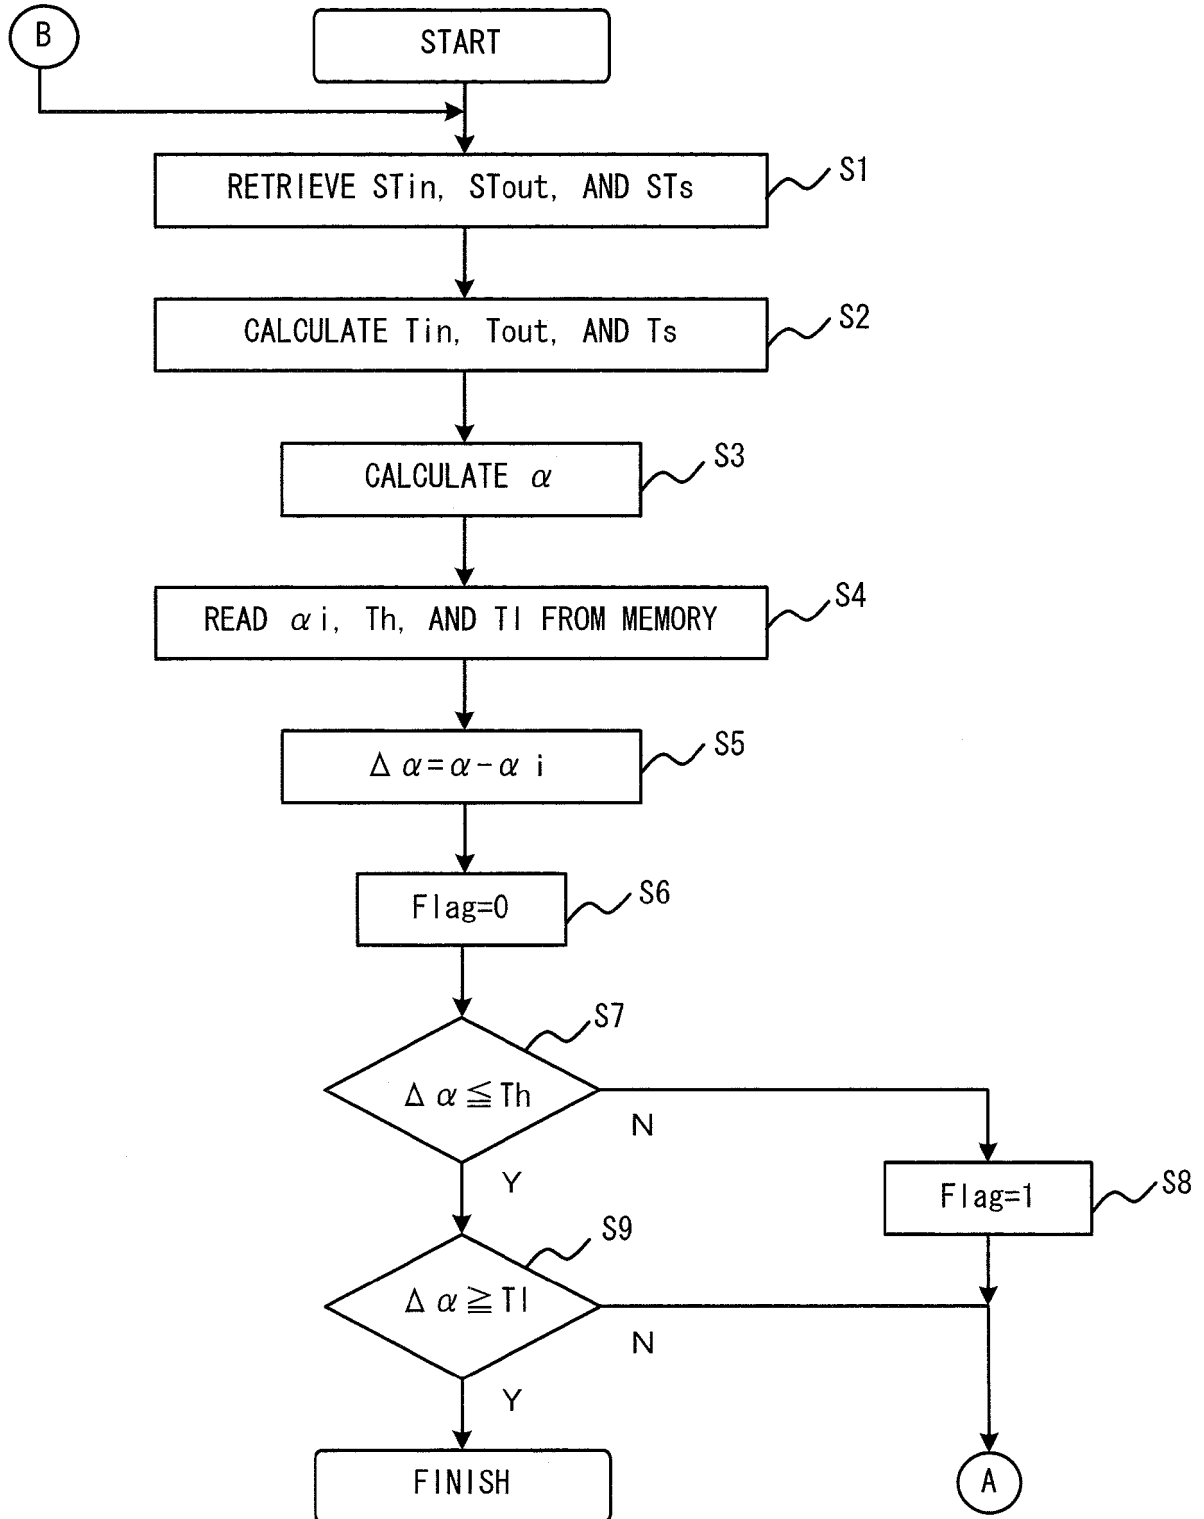 B
START
RETRIEVE STin, STout, AND STs
S1
CALCULATE Tin, Tout, AND Ts
S2
CALCULATE α
S3
READ αi, Th, AND Tl FROM MEMORY
S4
Δα=α-αi
S5
Flag=0
S6
S7
Δα≦Th
N
Y
Flag=1
S8
S9
Δα≧Tl
N
Y
FINISH
A